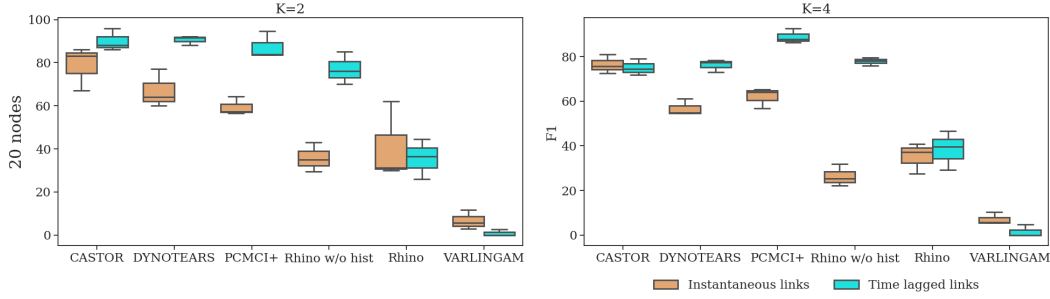 K=2
K=4
100
80
60
40
20
0
20 nodes
CASTOR DYNOTEARS PCMCI+ Rhino w/o hist Rhino VARLINGAM
80
60
40
20
0
F1
CASTOR DYNOTEARS PCMCI+ Rhino w/o hist Rhino VARLINGAM
Instantaneous links Time lagged links